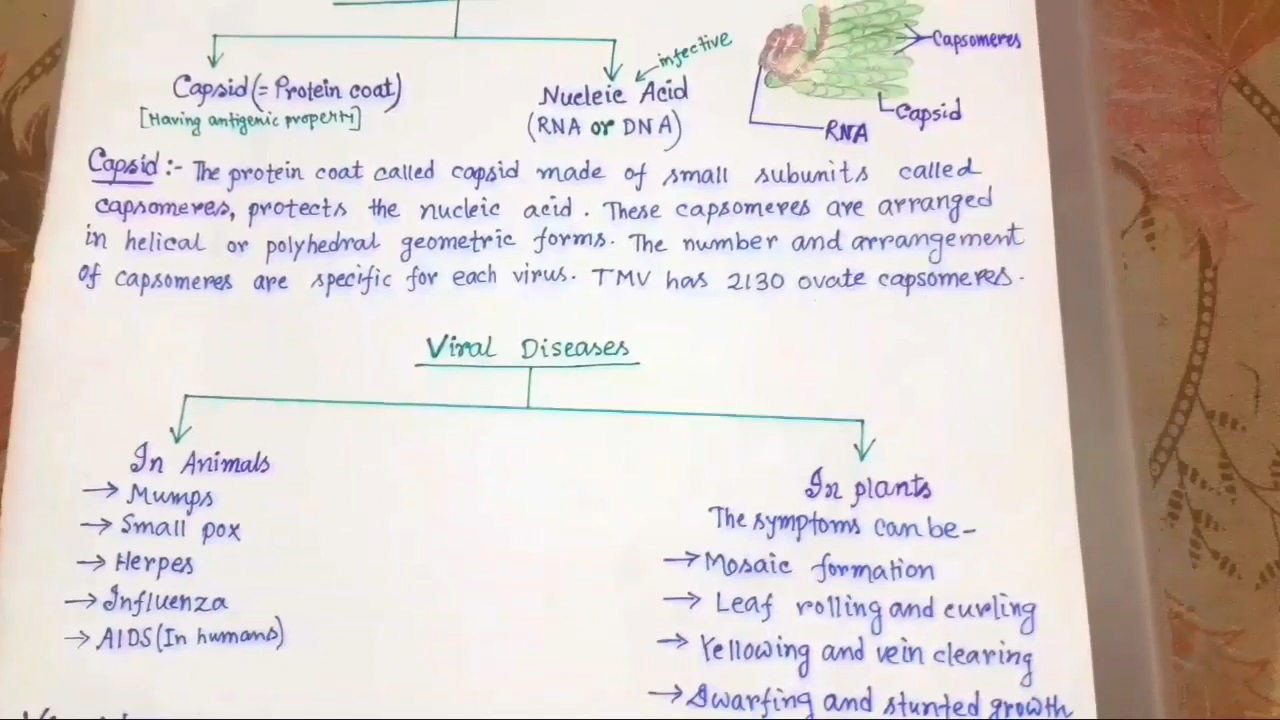 infective
Capsomeres
Capsid (= Protein coat)
[Having antigenic property]
Nucleic Acid
(RNA or DNA)
Capsid
RNA
Capsid :- The protein coat called capsid made of small subunits called
capsomeres, protects the nucleic acid. These capsomeres are arranged
in helical or polyhedral geometric forms. The number and arrangement
of capsomeres are specific for each virus. TMV has 2130 ovate capsomeres.
Viral Diseases
In Animals
→ Mumps
→ Small pox
→ Herpes
→ Influenza
→ AIDS (In humans)
In plants
The symptoms can be-
→ Mosaic formation
→ Leaf rolling and curling
→ Yellowing and vein clearing
→ Dwarfing and stunted growth